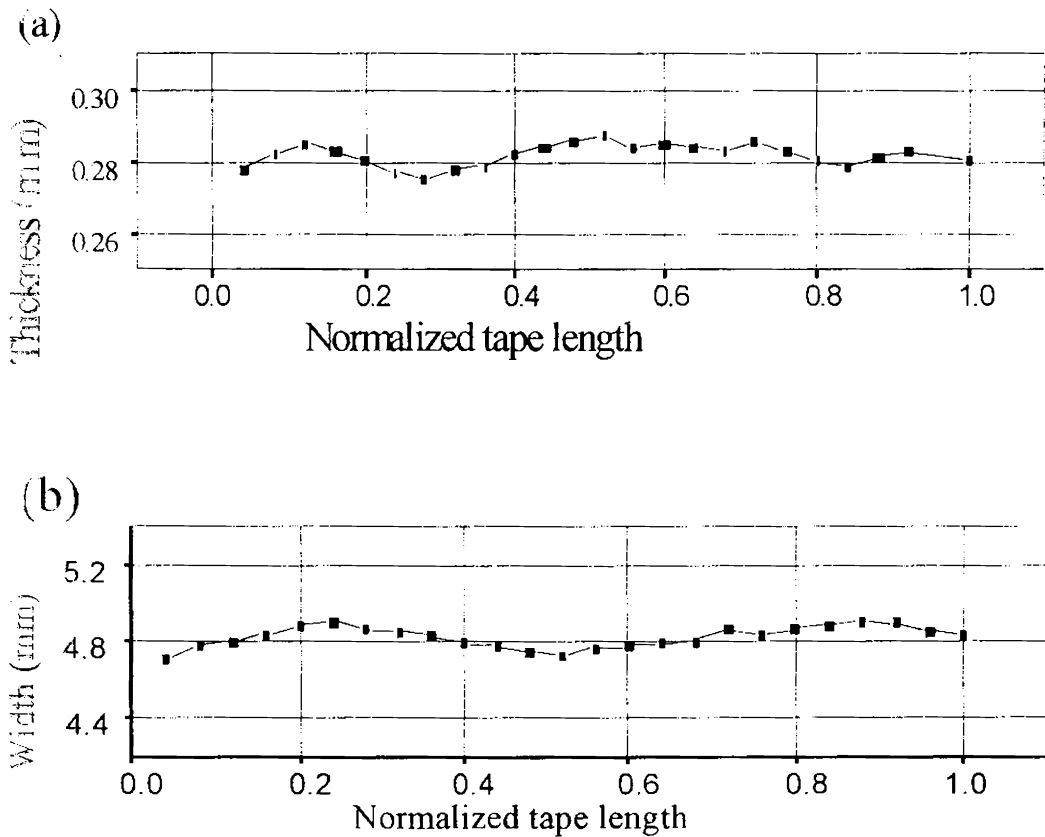 (a)
Thickness (mm)
0.30
0.28
0.26
0.0 0.2 0.4 0.6 0.8 1.0
Normalized tape length
(b)
Width (mm)
5.2
4.8
4.4
0.0 0.2 0.4 0.6 0.8 1.0
Normalized tape length